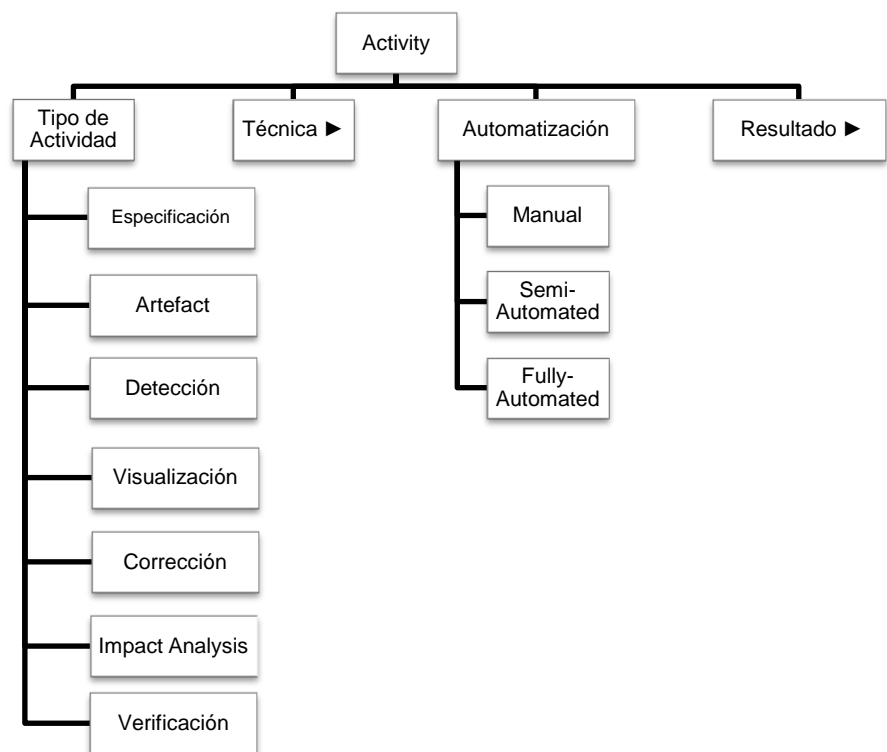 Activity
Tipo de
Actividad
Técnica ►
Automatización
Resultado ►
Especificación
Artefact
Detección
Visualización
Corrección
Impact Analysis
Verificación
Manual
Semi-
Automated
Fully-
Automated